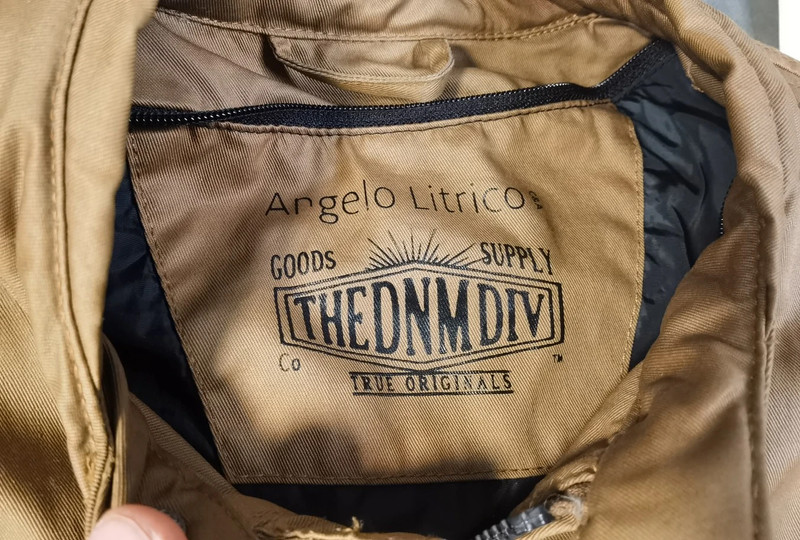 Angelo Litrico
GOODS SUPPLY
THEDNMDIV
Co ™
TRUE ORIGINALS